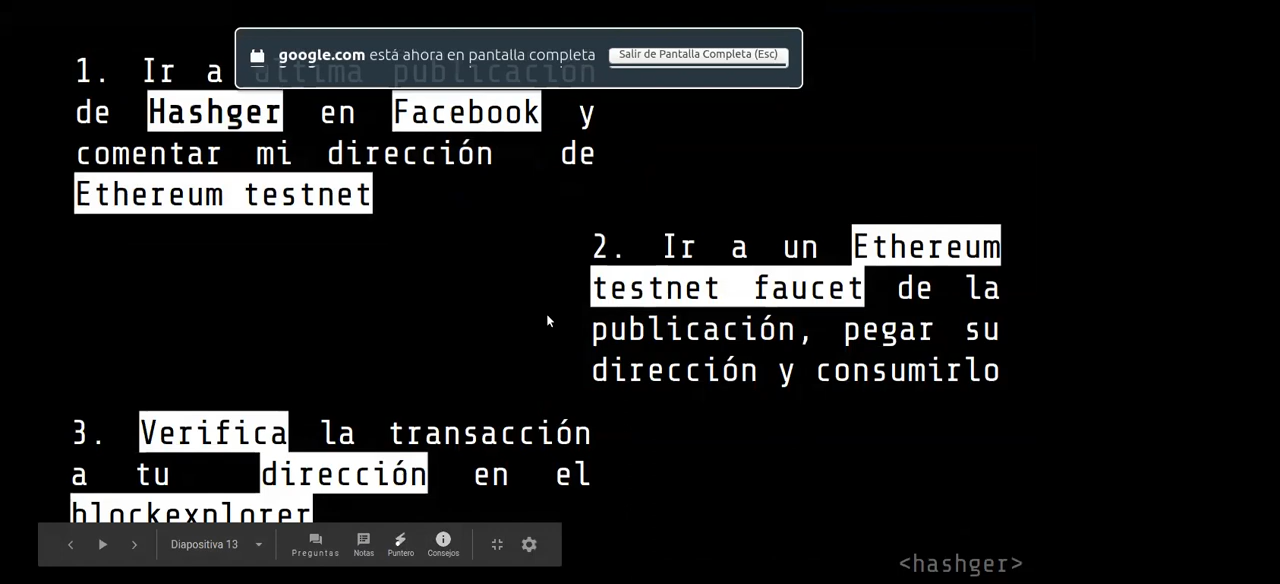 google.com está ahora en pantalla completa
Salir de Pantalla Completa (Esc)
1. Ir a última publicación
de Hashger en Facebook y
comentar mi dirección de
Ethereum testnet
2. Ir a un Ethereum
testnet faucet de la
publicación, pegar su
dirección y consumirlo
3. Verifica la transacción
a tu dirección en el
blockexplorer
Diapositiva 13
Preguntas
Notas
Puntero
Consejos
<hashger>